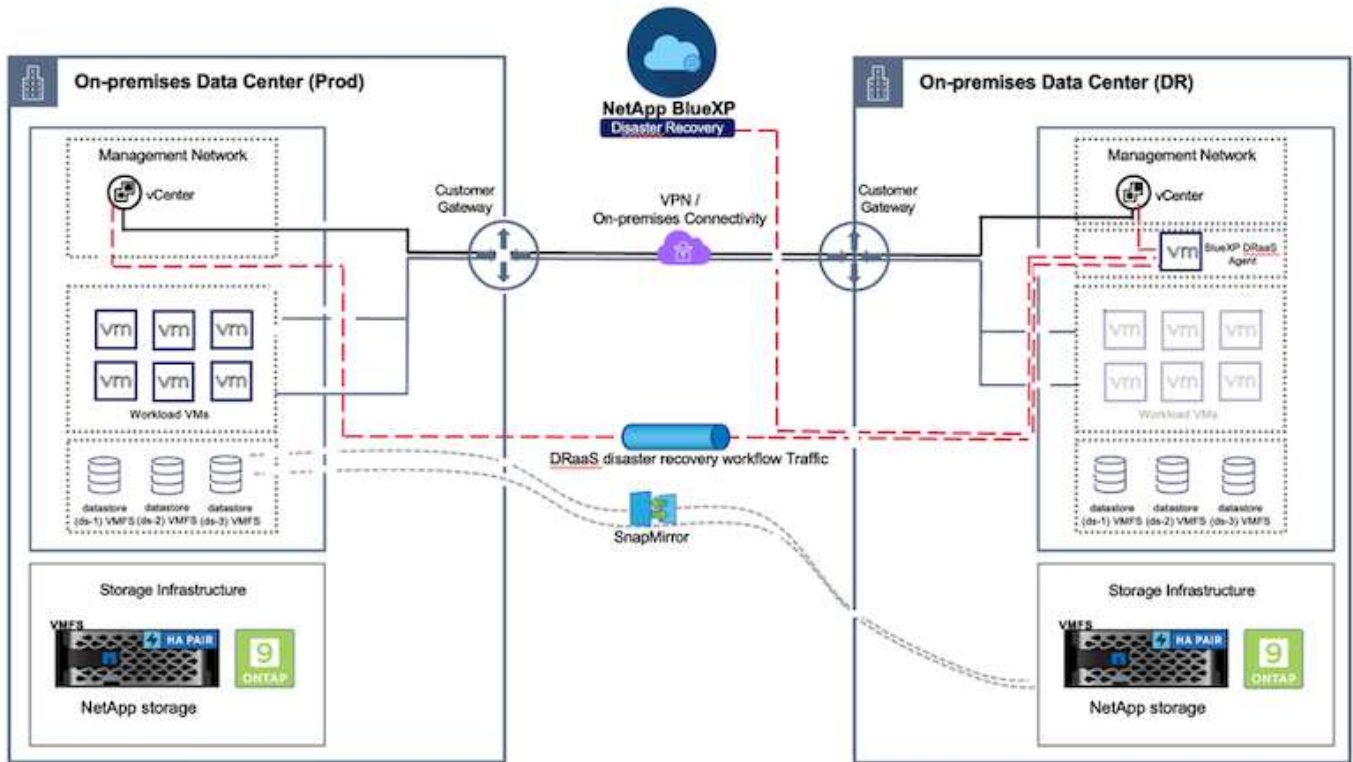 NetApp BlueXP
Disaster Recovery
On-premises Data Center (Prod)
Management Network
vCenter
vm vm vm
vm vm vm
Workload VMs
datastore
(ds-1) VMFS
datastore
(ds-2) VMFS
datastore
(ds-3) VMFS
Storage Infrastructure
VMFS
HA PAIR
9
ONTAP
NetApp storage
Customer
Gateway
VPN /
On-premises Connectivity
Customer
Gateway
DRaaS disaster recovery workflow Traffic
SnapMirror
On-premises Data Center (DR)
Management Network
vCenter
vm
BlueXP DRaaS
Agent
vm vm vm
vm vm vm
Workload VMs
datastore
(ds-1) VMFS
datastore
(ds-2) VMFS
datastore
(ds-3) VMFS
Storage Infrastructure
VMFS
HA PAIR
9
ONTAP
NetApp storage